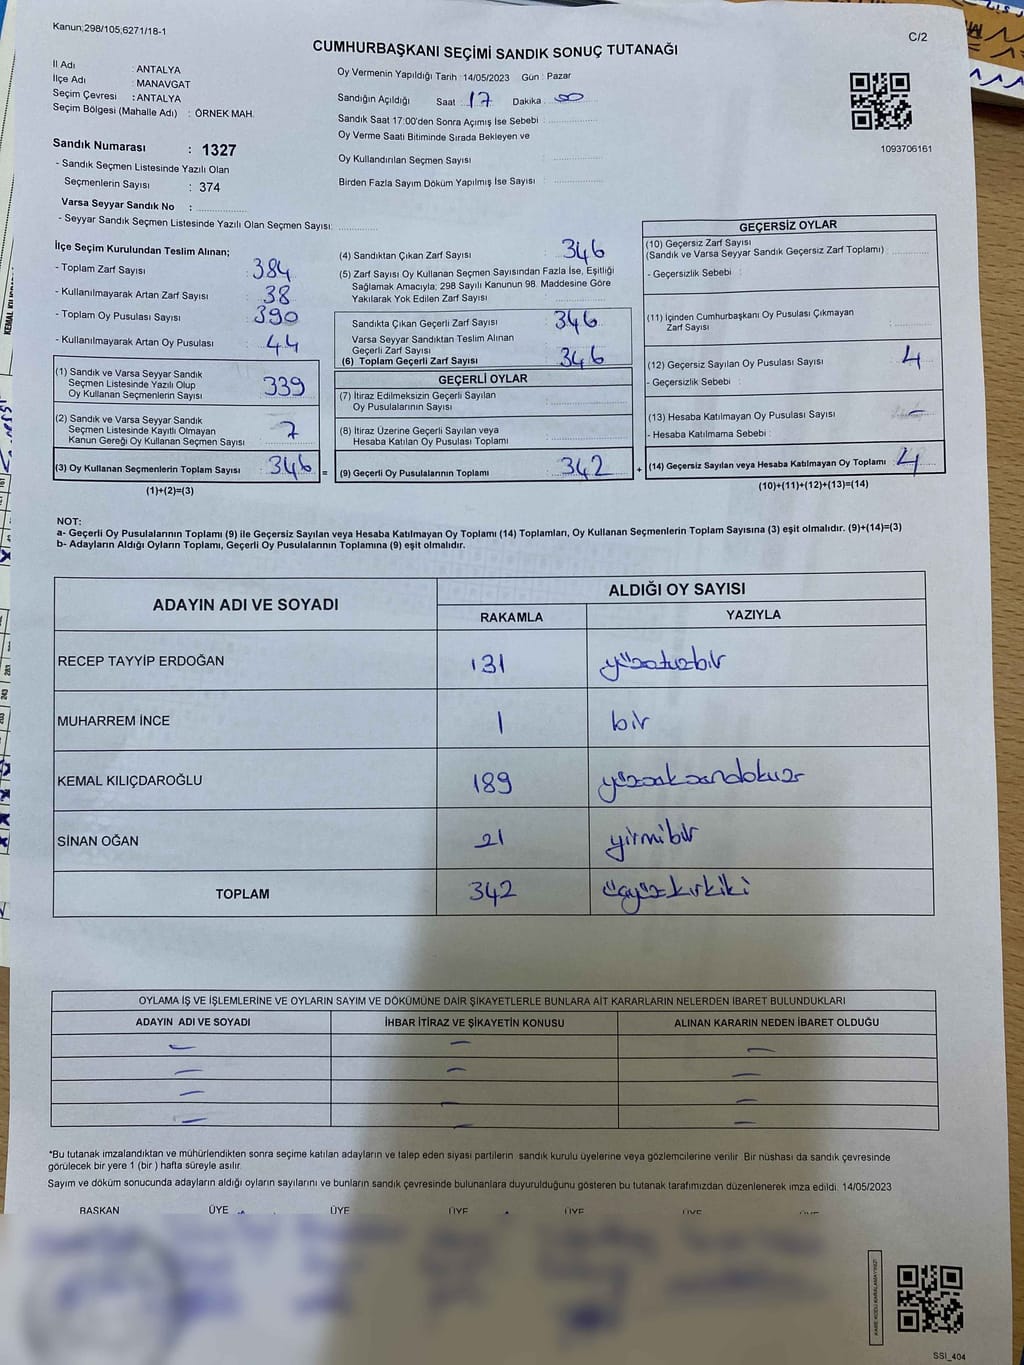 Kanun:298/105,6271/18-1
C/2
CUMHURBAŞKANI SEÇİMİ SANDIK SONUÇ TUTANAĞI
İl Adı : ANTALYA
İlçe Adı : MANAVGAT
Seçim Çevresi : ANTALYA
Seçim Bölgesi (Mahalle Adı) : ÖRNEK MAH.
Oy Vermenin Yapıldığı Tarih :14/05/2023 Gün : Pazar
Sandığın Açıldığı Saat 17 Dakika 00
Sandık Saat 17:00'den Sonra Açımış İse Sebebi :
Oy Verme Saati Bitiminde Sırada Bekleyen ve
Oy Kullandırılan Seçmen Sayısı :
Birden Fazla Sayım Döküm Yapılmış İse Sayısı :
1093706161
Sandık Numarası : 1327
- Sandık Seçmen Listesinde Yazılı Olan
Seçmenlerin Sayısı : 374
Varsa Seyyar Sandık No :
- Seyyar Sandık Seçmen Listesinde Yazılı Olan Seçmen Sayısı:
İlçe Seçim Kurulundan Teslim Alınan;
- Toplam Zarf Sayısı : 384
- Kullanılmayarak Artan Zarf Sayısı : 38
- Toplam Oy Pusulası Sayısı : 390
- Kullanılmayarak Artan Oy Pusulası : 44
(1) Sandık ve Varsa Seyyar Sandık
Seçmen Listesinde Yazılı Olup
Oy Kullanan Seçmenlerin Sayısı : 339
(2) Sandık ve Varsa Seyyar Sandık
Seçmen Listesinde Kayıtlı Olmayan
Kanun Gereği Oy Kullanan Seçmen Sayısı : 7
(3) Oy Kullanan Seçmenlerin Toplam Sayısı : 346 =
(1)+(2)=(3)
(4) Sandıktan Çıkan Zarf Sayısı : 346
(5) Zarf Sayısı Oy Kullanan Seçmen Sayısından Fazla İse, Eşitliği
Sağlamak Amacıyla; 298 Sayılı Kanunun 98. Maddesine Göre
Yakılarak Yok Edilen Zarf Sayısı :
Sandıkta Çıkan Geçerli Zarf Sayısı : 346
Varsa Seyyar Sandıktan Teslim Alınan
Geçerli Zarf Sayısı :
(6) Toplam Geçerli Zarf Sayısı : 346
GEÇERLİ OYLAR
(7) İtiraz Edilmeksizin Geçerli Sayılan
Oy Pusulalarının Sayısı :
(8) İtiraz Üzerine Geçerli Sayılan veya
Hesaba Katılan Oy Pusulası Toplamı :
(9) Geçerli Oy Pusulalarının Toplamı : 342 +
GEÇERSİZ OYLAR
(10) Geçersiz Zarf Sayısı
(Sandık ve Varsa Seyyar Sandık Geçersiz Zarf Toplamı) :
- Geçersizlik Sebebi :
(11) İçinden Cumhurbaşkanı Oy Pusulası Çıkmayan
Zarf Sayısı :
(12) Geçersiz Sayılan Oy Pusulası Sayısı : 4
- Geçersizlik Sebebi :
(13) Hesaba Katılmayan Oy Pusulası Sayısı : –
- Hesaba Katılmama Sebebi :
(14) Geçersiz Sayılan veya Hesaba Katılmayan Oy Toplamı : 4
(10)+(11)+(12)+(13)=(14)
NOT:
a- Geçerli Oy Pusulalarının Toplamı (9) ile Geçersiz Sayılan veya Hesaba Katılmayan Oy Toplamı (14) Toplamları, Oy Kullanan Seçmenlerin Toplam Sayısına (3) eşit olmalıdır. (9)+(14)=(3)
b- Adayların Aldığı Oyların Toplamı, Geçerli Oy Pusulalarının Toplamına (9) eşit olmalıdır.
ADAYIN ADI VE SOYADI ALDIĞI OY SAYISI
RAKAMLA YAZIYLA
RECEP TAYYİP ERDOĞAN 131 yüzotuzbir
MUHARREM İNCE 1 bir
KEMAL KILIÇDAROĞLU 189 yüzseksendokuz
SİNAN OĞAN 21 yirmibir
TOPLAM 342 üçyüzkırkiki
OYLAMA İŞ VE İŞLEMLERİNE VE OYLARIN SAYIM VE DÖKÜMÜNE DAİR ŞİKAYETLERLE BUNLARA AİT KARARLARIN NELERDEN İBARET BULUNDUKLARI
ADAYIN ADI VE SOYADI İHBAR İTİRAZ VE ŞİKAYETİN KONUSU ALINAN KARARIN NEDEN İBARET OLDUĞU
– – –
– – –
– – –
– – –
*Bu tutanak imzalandıktan ve mühürlendikten sonra seçime katılan adayların ve talep eden siyasi partilerin sandık kurulu üyelerine veya gözlemcilerine verilir. Bir nüshası da sandık çevresinde
görülecek bir yere 1 (bir ) hafta süreyle asılır.
Sayım ve döküm sonucunda adayların aldığı oyların sayılarını ve bunların sandık çevresinde bulunanlara duyurulduğunu gösteren bu tutanak tarafımızdan düzenlenerek imza edildi. 14/05/2023
BAŞKAN ÜYE ÜYE ÜYE ÜYE ÜYE ÜYE
SSI_404